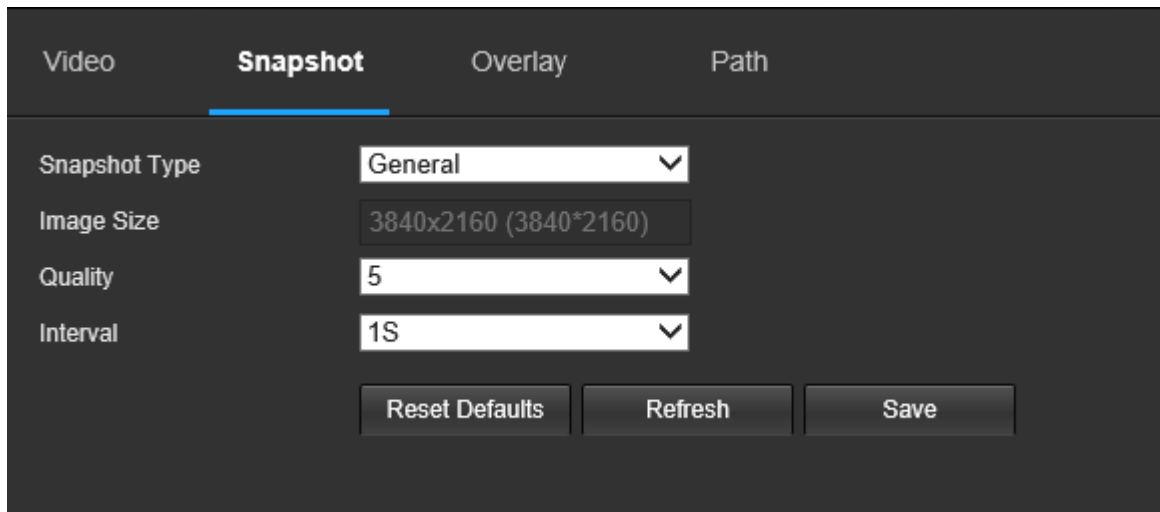 Video Snapshot Overlay Path
Snapshot Type General
Image Size 3840x2160 (3840*2160)
Quality 5
Interval 1S
Reset Defaults Refresh Save